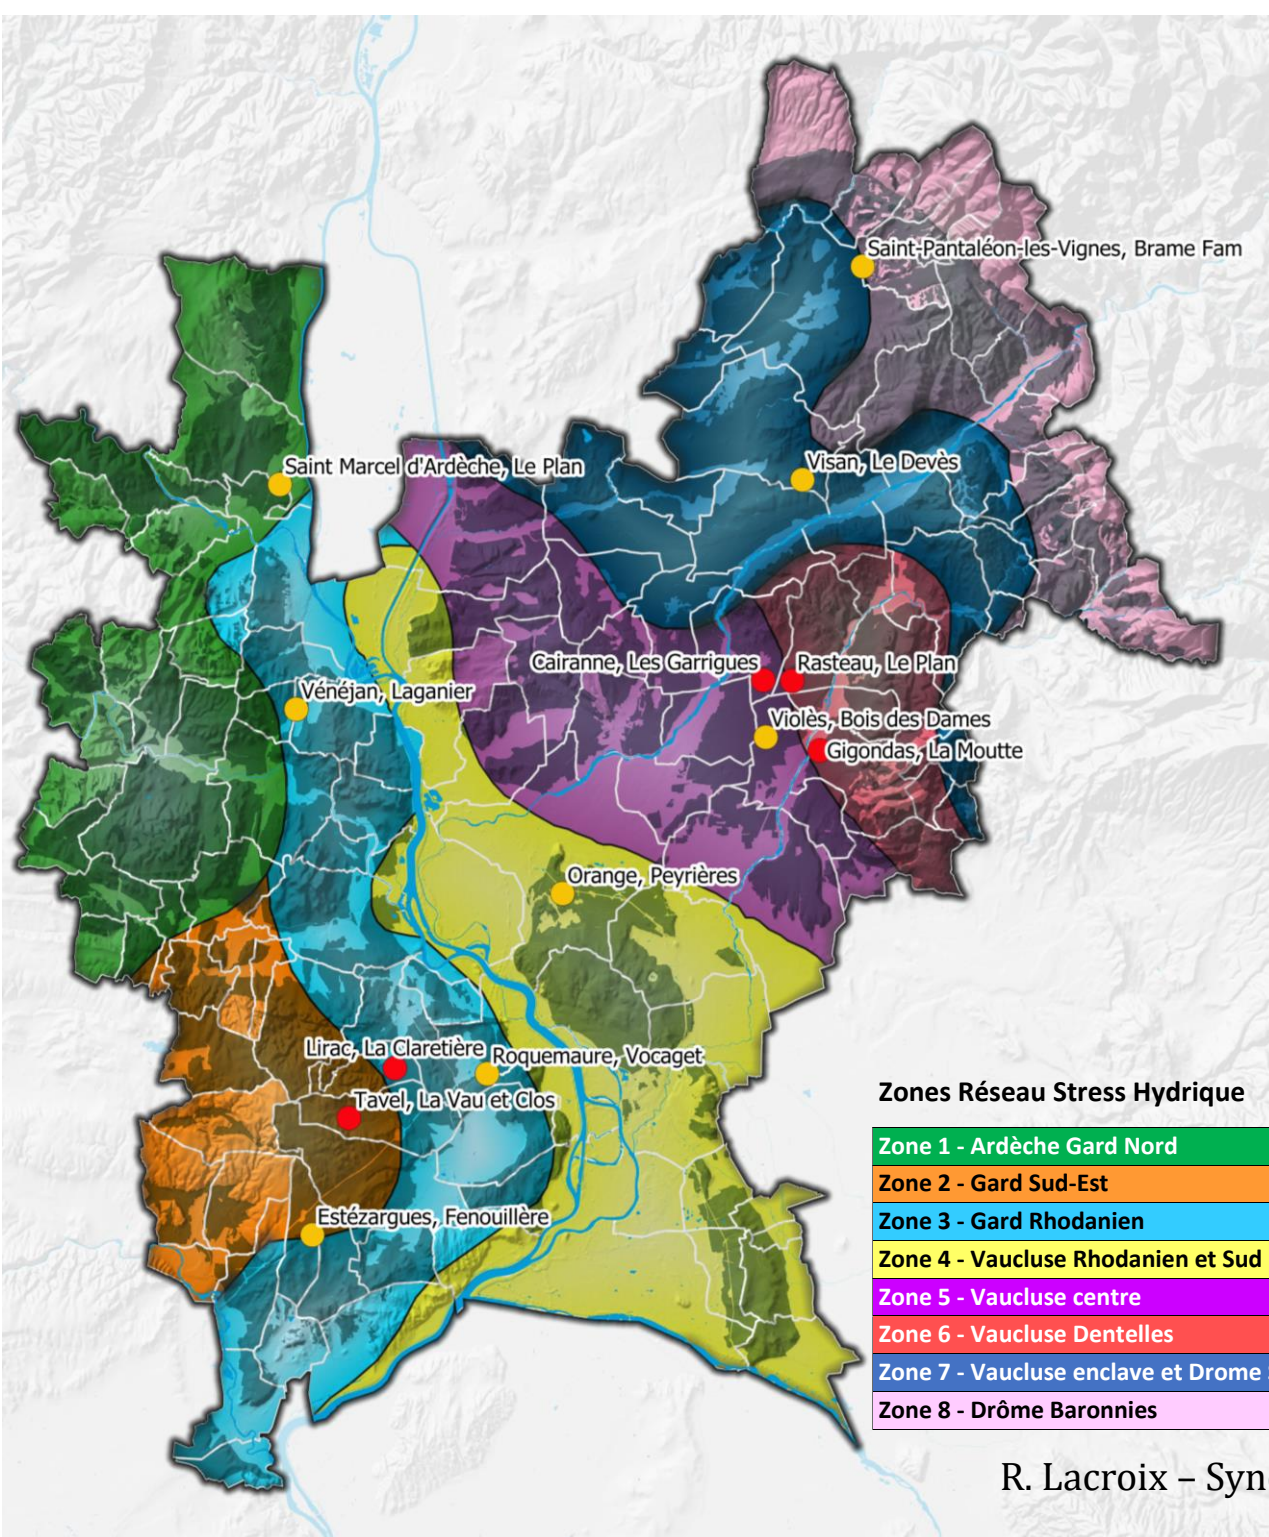 Saint-Pantaléon-les-Vignes, Brame Fam
Saint Marcel d'Ardèche, Le Plan
Visan, Le Devès
Cairanne, Les Garrigues
Rasteau, Le Plan
Vénéjan, Laganier
Violès, Bois des Dames
Gigondas, La Moutte
Orange, Peyrières
Lirac, La Claretière
Roquemaure, Vocaget
Tavel, La Vau et Clos
Estézargues, Fenouillère
Zones Réseau Stress Hydrique
Zone 1 - Ardèche Gard Nord
Zone 2 - Gard Sud-Est
Zone 3 - Gard Rhodanien
Zone 4 - Vaucluse Rhodanien et Sud
Zone 5 - Vaucluse centre
Zone 6 - Vaucluse Dentelles
Zone 7 - Vaucluse enclave et Drome
Zone 8 - Drôme Baronnies
R. Lacroix – Syn